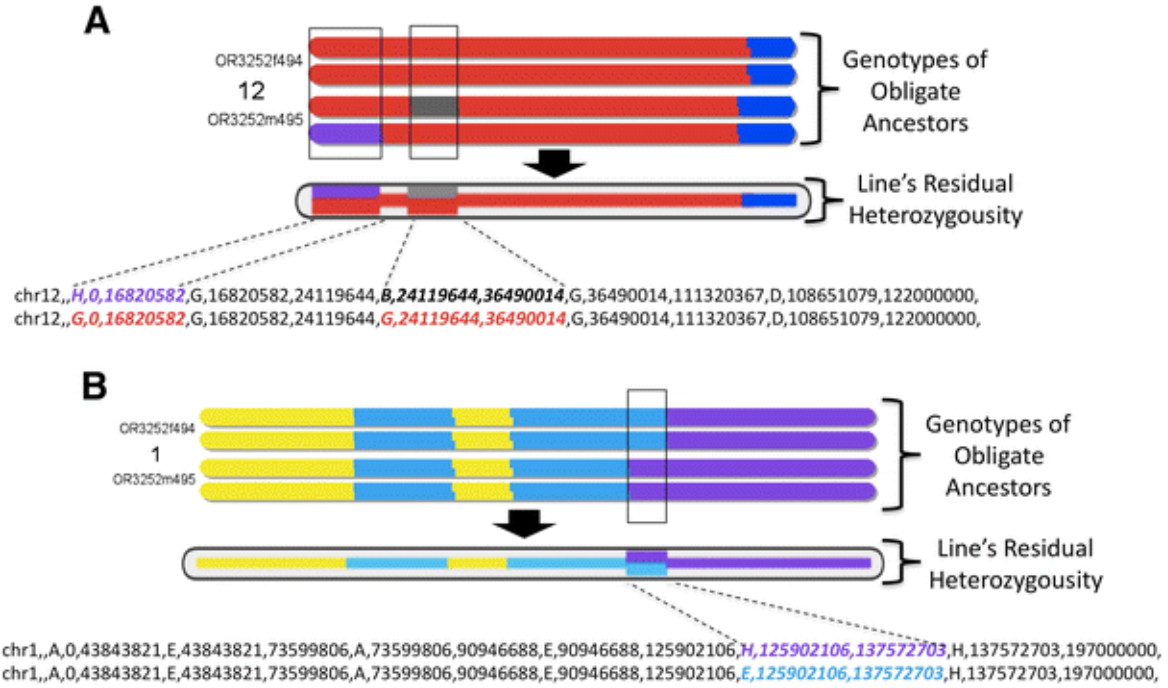 A
OR3252f494
12
OR3252m495
Genotypes of
Obligate
Ancestors
Line's Residual
Heterozygousity
chr12,,H,0,16820582,G,16820582,24119644,B,24119644,36490014,G,36490014,111320367,D,108651079,122000000,
chr12,,G,0,16820582,G,16820582,24119644,G,24119644,36490014,G,36490014,111320367,D,108651079,122000000,
B
OR3252f494
1
OR3252m495
Genotypes of
Obligate
Ancestors
Line's Residual
Heterozygousity
chr1,,A,0,43843821,E,43843821,73599806,A,73599806,90946688,E,90946688,125902106,H,125902106,137572703,H,137572703,197000000,
chr1,,A,0,43843821,E,43843821,73599806,A,73599806,90946688,E,90946688,125902106,E,125902106,137572703,H,137572703,197000000,